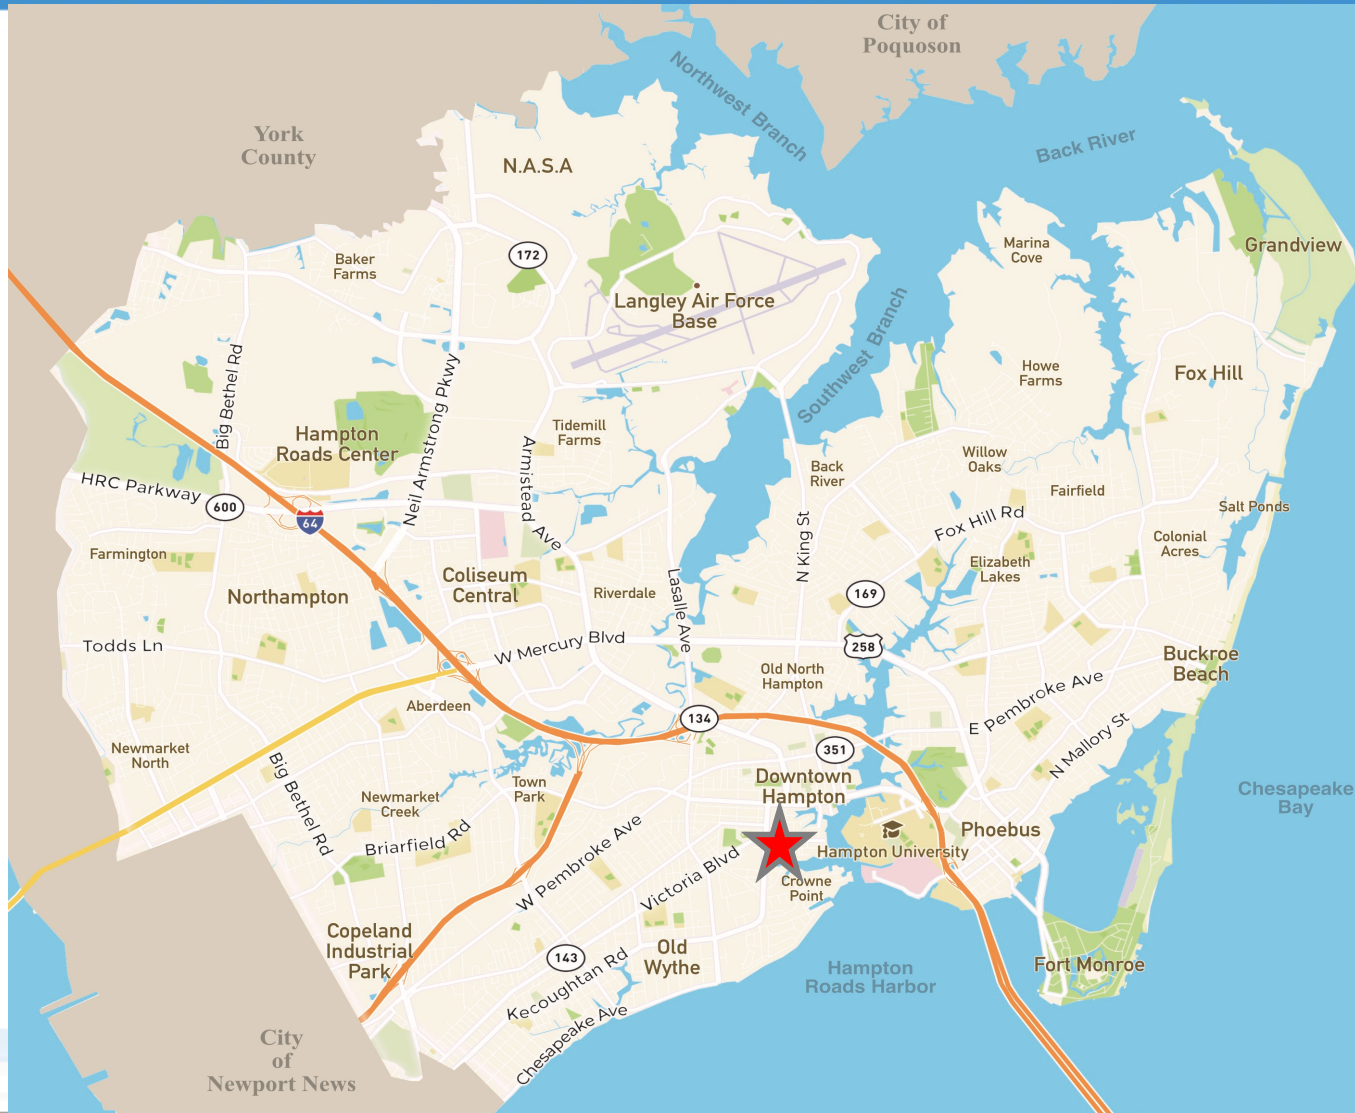 City of
Poquoson
Northwest Branch
York
County
Back River
N.A.S.A
Marina
Cove
Grandview
172
Baker
Farms
Langley Air Force
Base
Southwest Branch
Howe
Farms
Fox Hill
Big Bethel Rd
Neil Armstrong Pkwy
Hampton
Roads Center
Tidemill
Farms
Armistead Ave
Back
River
Willow
Oaks
Fairfield
HRC Parkway
600
64
Salt Ponds
Fox Hill Rd
N King St
Colonial
Acres
Farmington
Elizabeth
Lakes
Coliseum
Central
Riverdale
169
Northampton
Lasalle Ave
Todds Ln
W Mercury Blvd
258
Buckroe
Beach
Old North
Hampton
E Pembroke Ave
Aberdeen
134
N Mallory St
351
Newmarket
North
Big Bethel Rd
Town
Park
Downtown
Hampton
Chesapeake
Bay
Newmarket
Creek
Briarfield Rd
W Pembroke Ave
Phoebus
Hampton University
Victoria Blvd
Crowne
Point
Copeland
Industrial
Park
143
Old
Wythe
Kecoughtan Rd
Hampton
Roads Harbor
Fort Monroe
Chesapeake Ave
City
of
Newport News